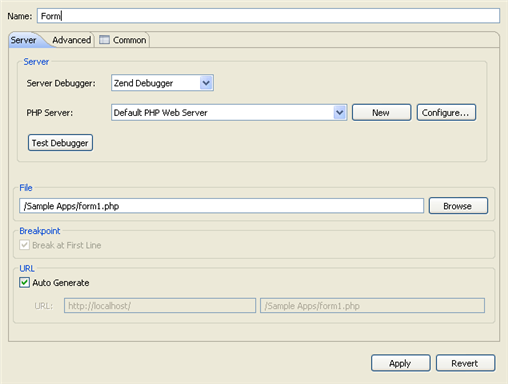 Name: Form
Server Advanced Common
Server
Server Debugger: Zend Debugger
PHP Server: Default PHP Web Server New Configure...
Test Debugger
File
/Sample Apps/form1.php Browse
Breakpoint
Break at First Line
URL
Auto Generate
URL: http://localhost/ /Sample Apps/form1.php
Apply Revert